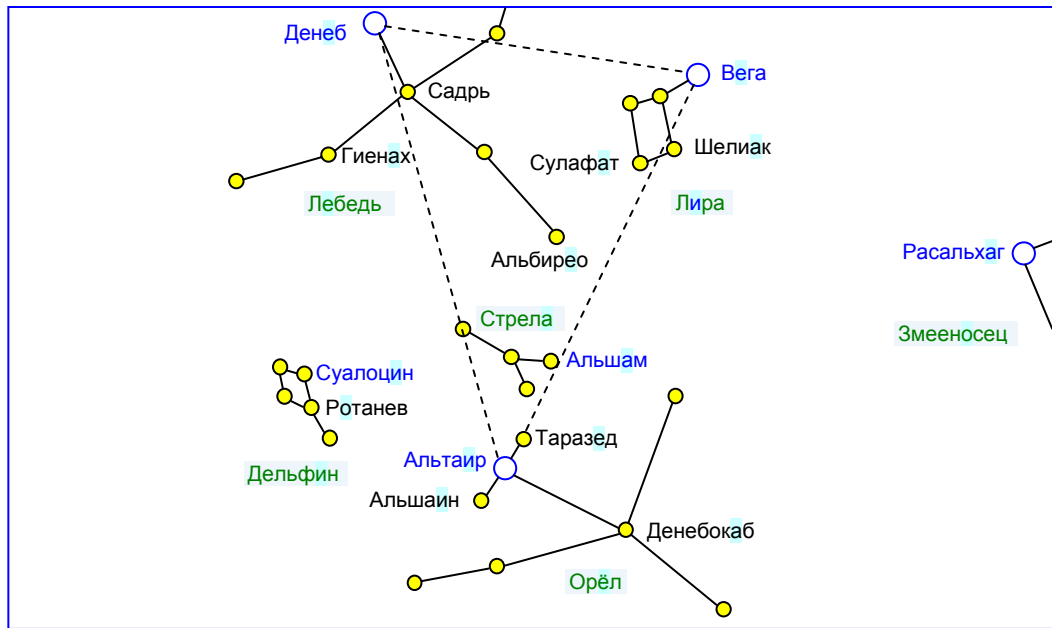 Денеб
Вега
Садрь
Гиенах
Шелиак
Сулафат
Лебедь
Лира
Расальхаг
Альбирео
Стрела
Змееносец
Альшам
Суалоцин
Ротанев
Таразед
Альтаир
Дельфин
Альшаин
Денебокаб
Орёл